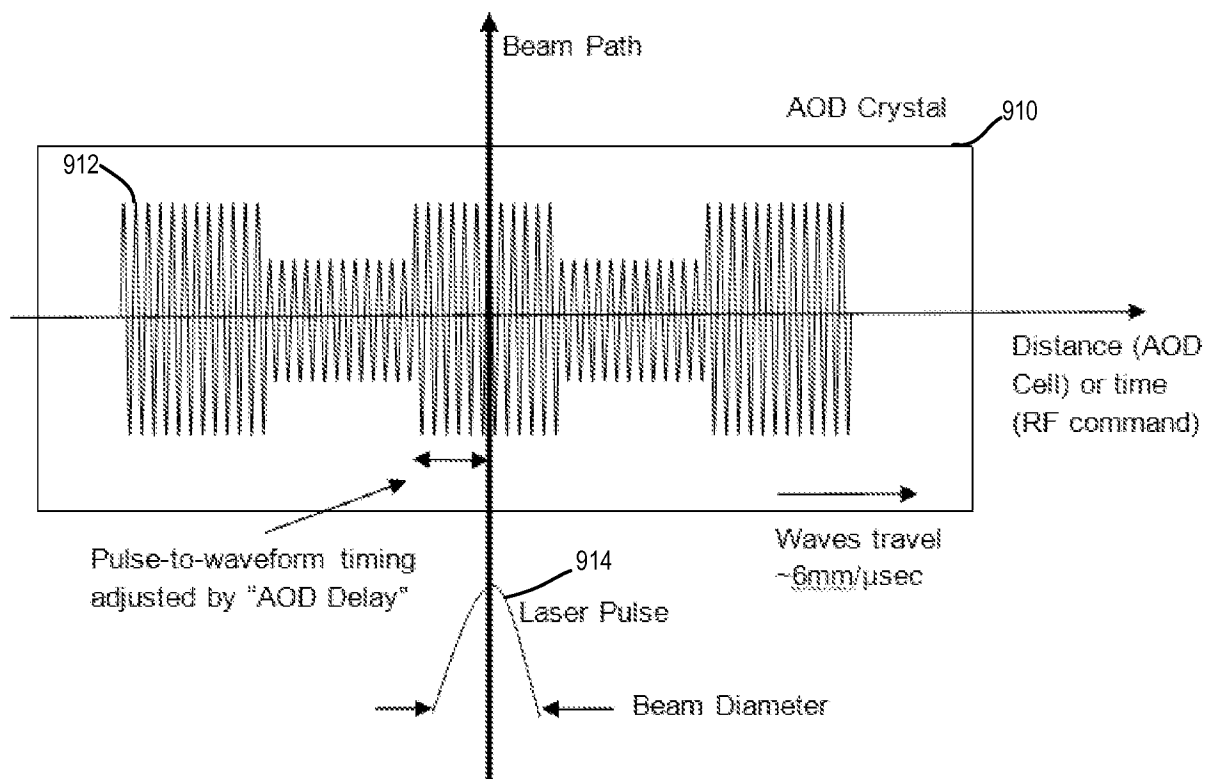 Beam Path
AOD Crystal
910
912
Distance (AOD
Cell) or time
(RF command)
Pulse-to-waveform timing
adjusted by "AOD Delay"
Waves travel
~6mm/µsec
914
Laser Pulse
Beam Diameter